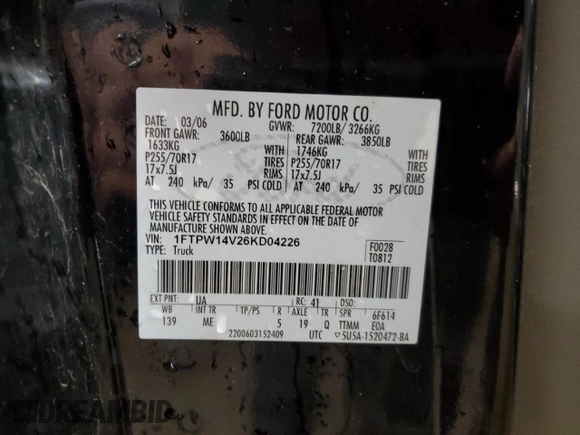 MFD. BY FORD MOTOR CO.
DATE: 03/06 GVWR: 7200LB/ 3266KG
FRONT GAWR: 3600LB REAR GAWR: 3850LB
1633KG WITH 1746KG WITH
P255/70R17 TIRES P255/70R17 TIRES
17x7.5J RIMS 17x7.5J RIMS
AT 240 kPa/ 35 PSI COLD AT 240 kPa/ 35 PSI COLD
THIS VEHICLE CONFORMS TO ALL APPLICABLE FEDERAL MOTOR
VEHICLE SAFETY STANDARDS IN EFFECT ON THE DATE OF
MANUFACTURE SHOWN ABOVE.
VIN: 1FTPW14V26KD04226 F0028
TYPE: Truck T0812
EXT PNT: UA RC: 41 DSO:
WB TP/PS R AXLE TR SPR 6F614
139 ME 5 19 Q TTMM EOA
2200603152409 UTC 5U5A-1520472-BA
DREAMBID